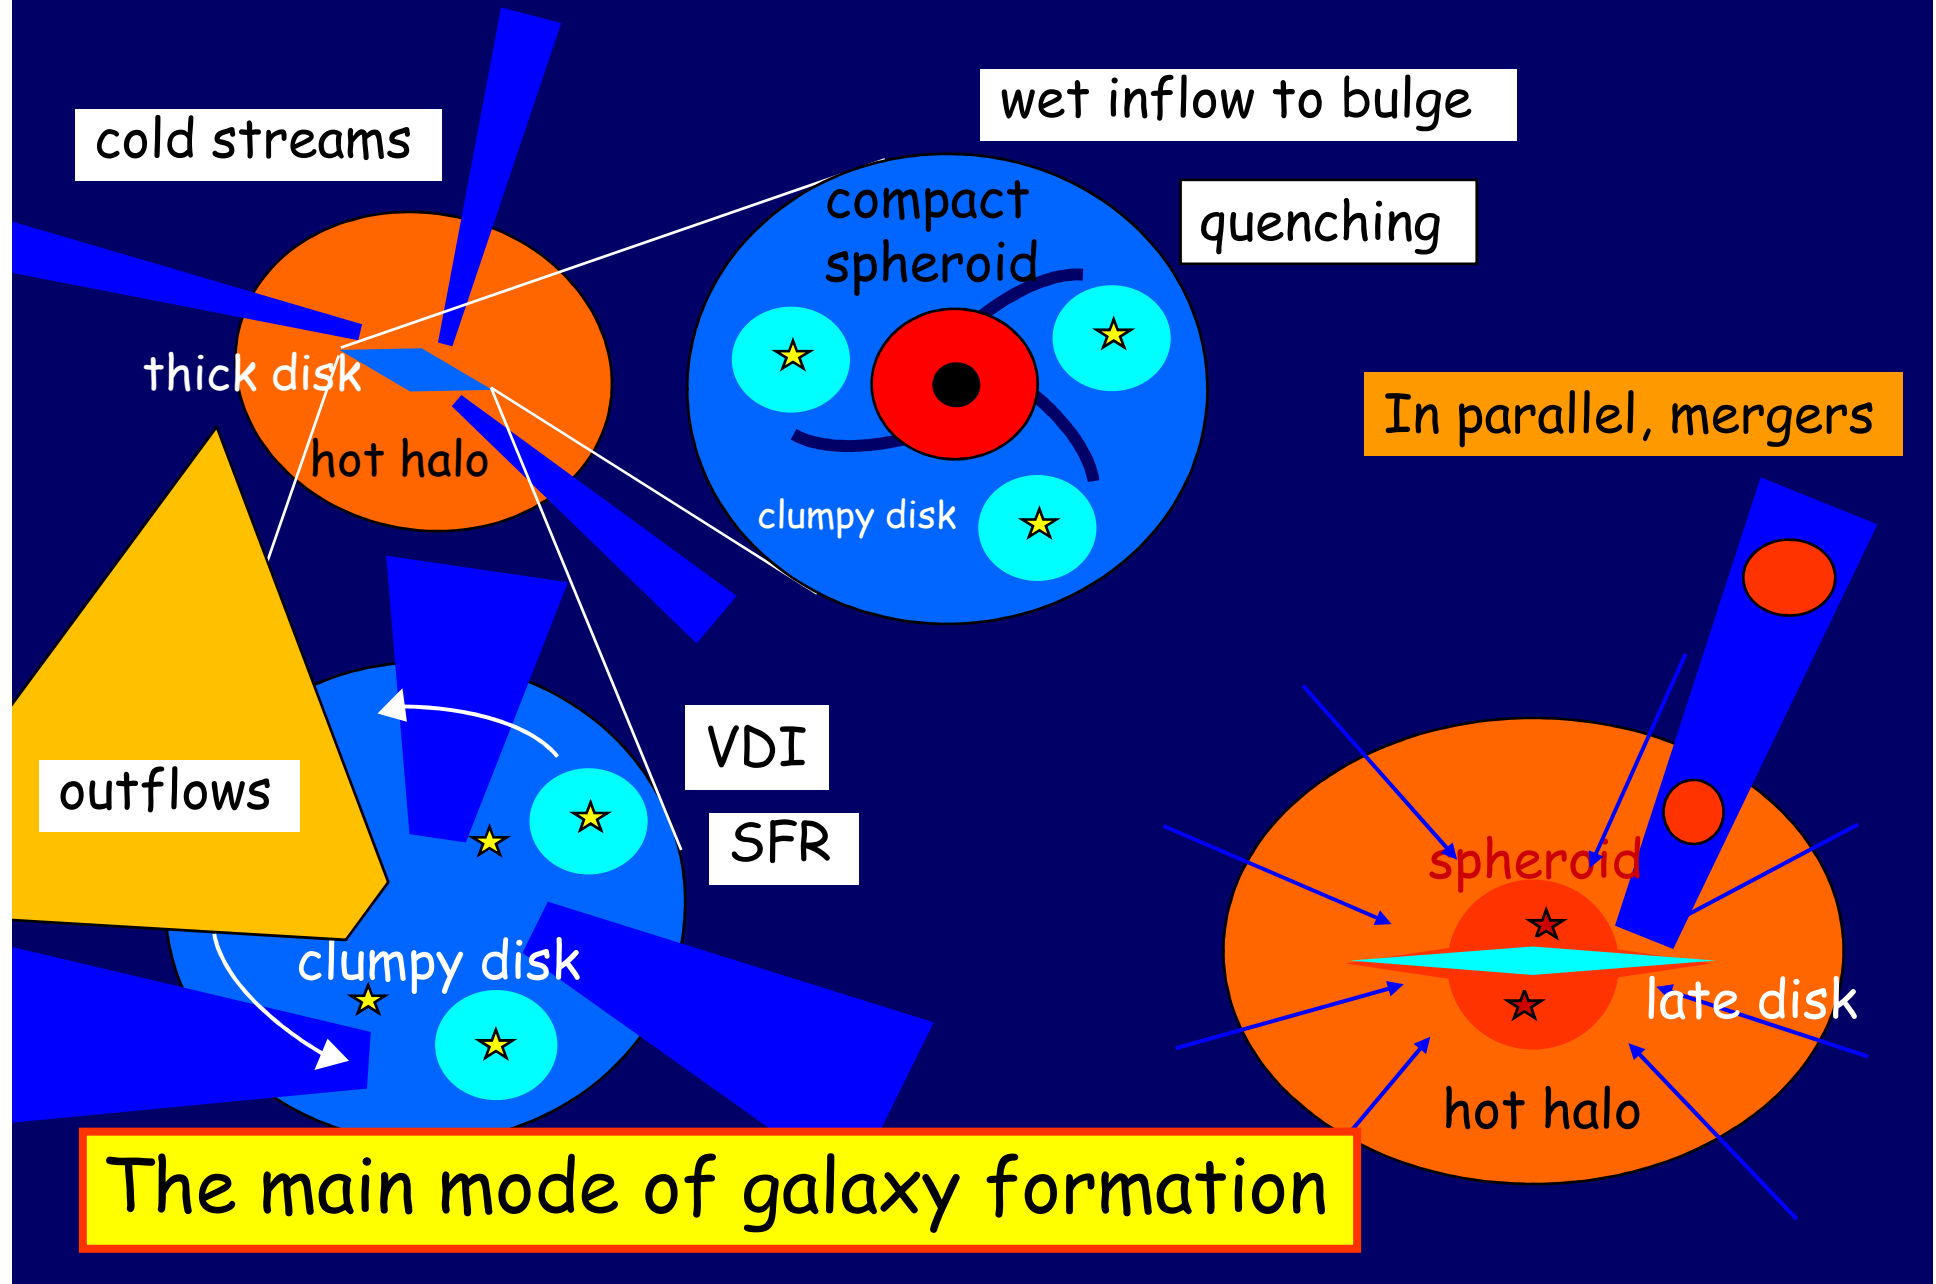 cold streams
wet inflow to bulge
compact
spheroid
quenching
thick disk
hot halo
clumpy disk
In parallel, mergers
outflows
VDI
SFR
clumpy disk
spheroid
late disk
hot halo
The main mode of galaxy formation